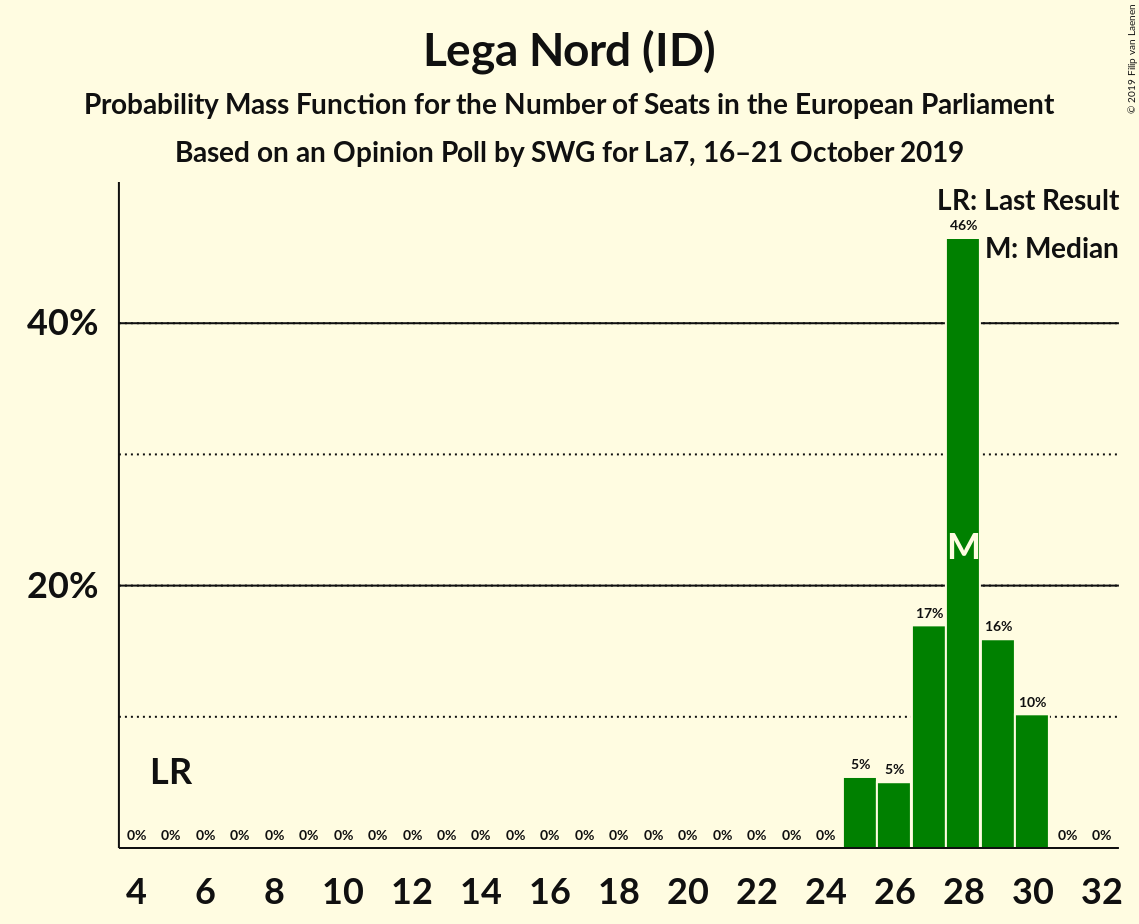 Lega Nord (ID)
Probability Mass Function for the Number of Seats in the European Parliament
Based on an Opinion Poll by SWG for La7, 16–21 October 2019
© 2019 Filip van Laenen
LR: Last Result
M: Median
46%
40%
M
20%
17%
16%
10%
LR
5%
5%
0% 0% 0% 0% 0% 0% 0% 0% 0% 0% 0% 0% 0% 0% 0% 0% 0% 0% 0% 0% 0% 0% 0%
4 6 8 10 12 14 16 18 20 22 24 26 28 30 32